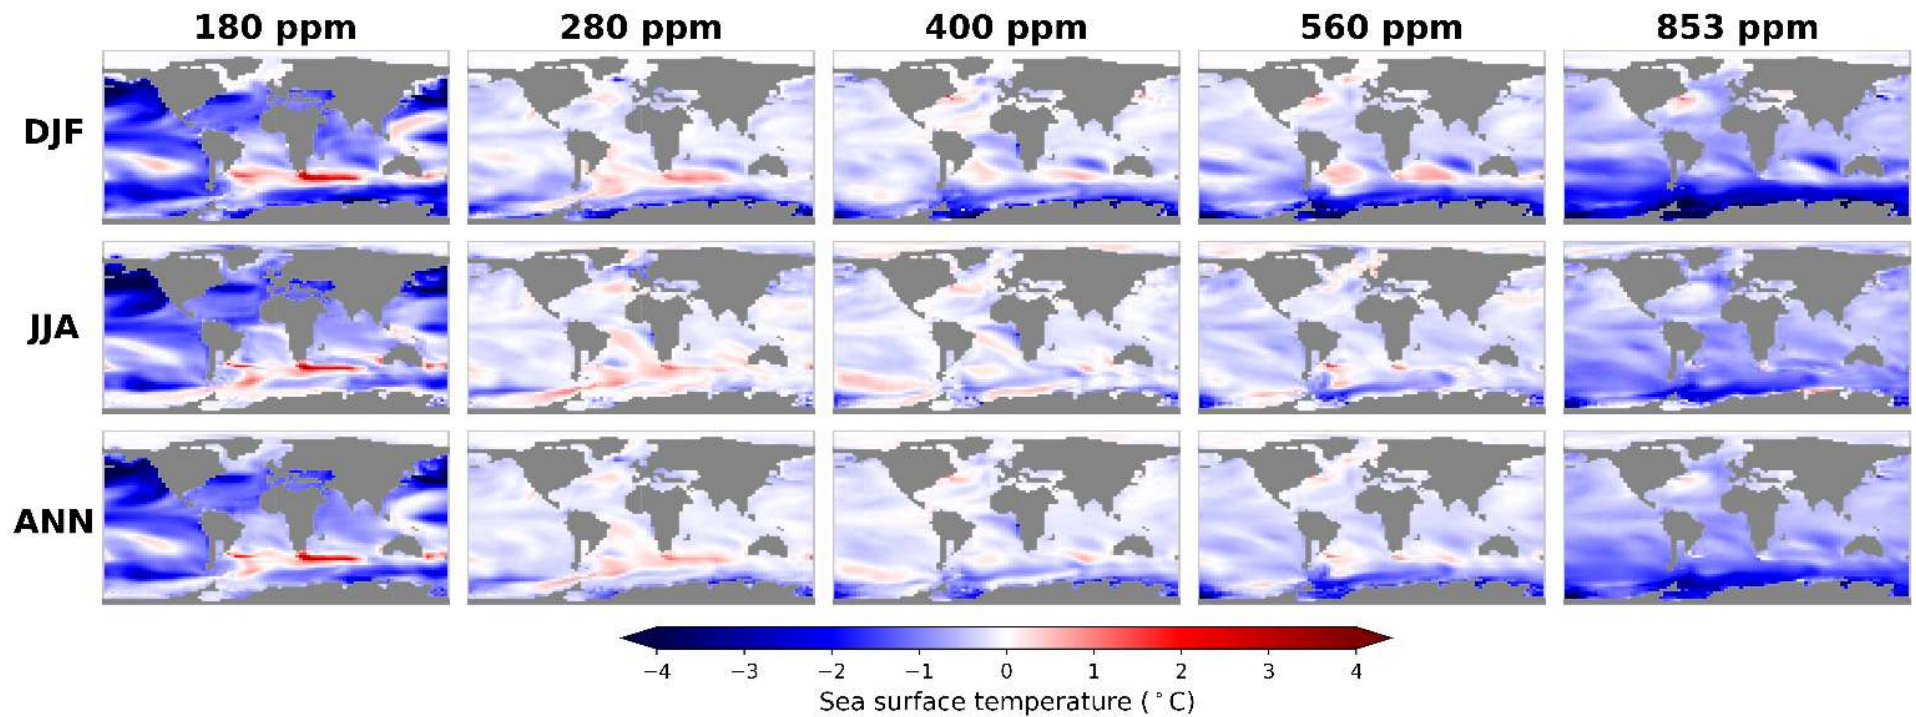 180 ppm 280 ppm 400 ppm 560 ppm 853 ppm
DJF
JJA
ANN
−4 −3 −2 −1 0 1 2 3 4
Sea surface temperature (°C)